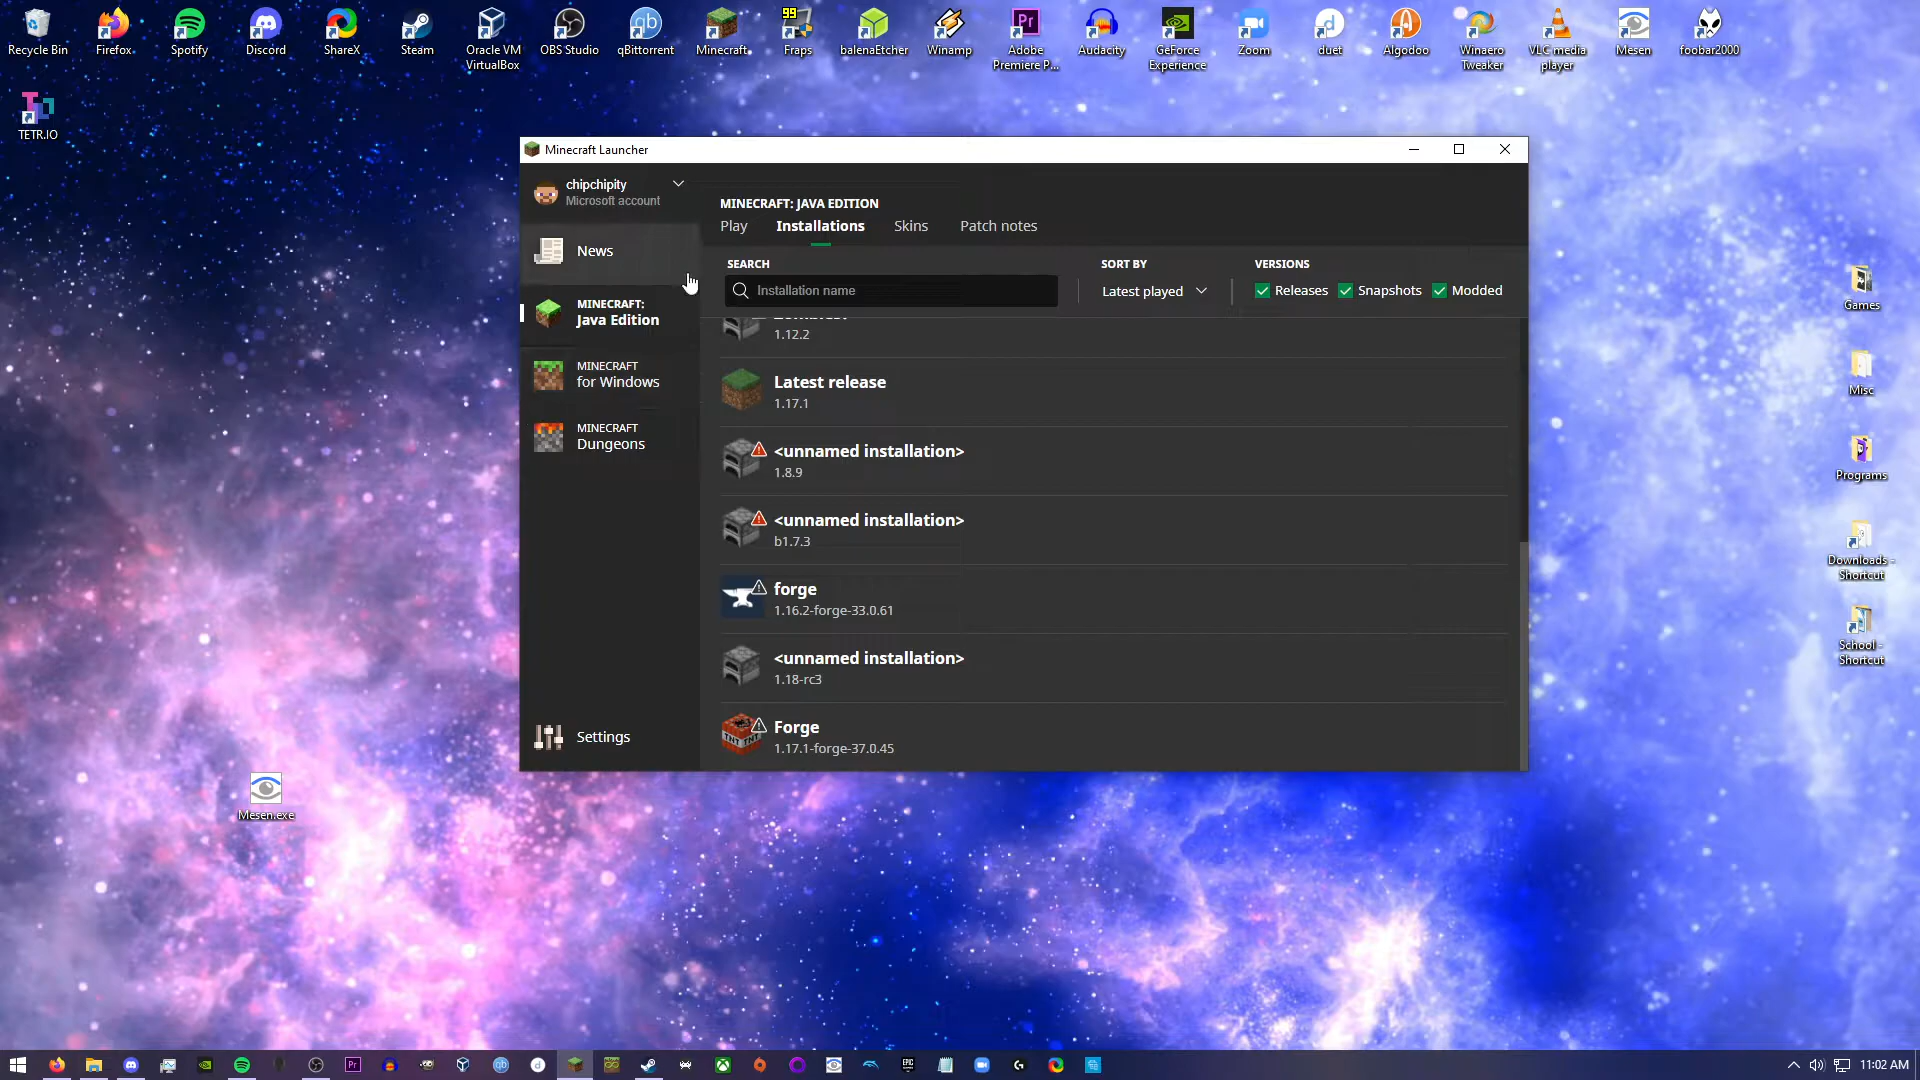 Recycle Bin
Firefox
Spotify
Discord
ShareX
Steam
Oracle VM
VirtualBox
OBS Studio
qBittorrent
Minecraft
99
Fraps
balenaEtcher
Winamp
Pr
Adobe
Premiere P...
Audacity
GeForce
Experience
Zoom
duet
Algodoo
Winaero
Tweaker
VLC media
player
Mesen
foobar2000
TETR.IO
Minecraft Launcher
chipchipity
Microsoft account
News
MINECRAFT:
Java Edition
MINECRAFT
for Windows
MINECRAFT
Dungeons
Settings
MINECRAFT: JAVA EDITION
Play
Installations
Skins
Patch notes
SEARCH
Installation name
SORT BY
Latest played
VERSIONS
Releases
Snapshots
Modded
1.12.2
Latest release
1.17.1
<unnamed installation>
1.8.9
<unnamed installation>
b1.7.3
forge
1.16.2-forge-33.0.61
<unnamed installation>
1.18-rc3
Forge
1.17.1-forge-37.0.45
Games
Misc
Programs
Downloads -
Shortcut
School -
Shortcut
Mesen.exe
11:02 AM